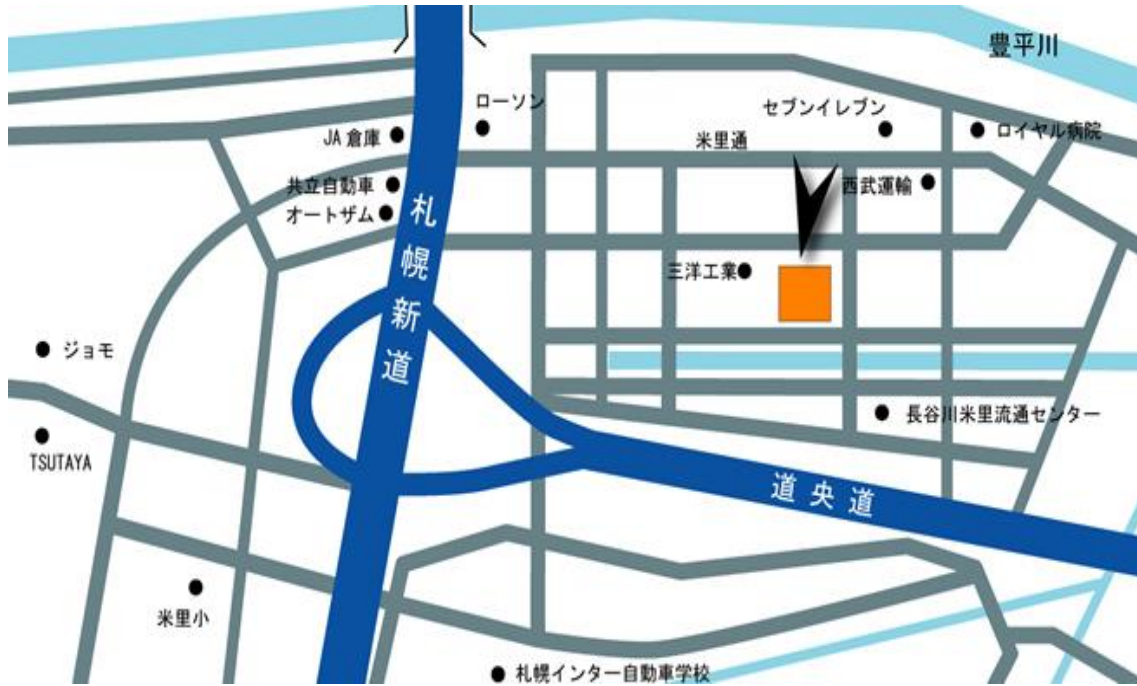 豊平川
ローソン
セブンイレブン
JA倉庫
米里通
ロイヤル病院
共立自動車
西武運輸
オートザム
札幌新道
三洋工業
ジョモ
長谷川米里流通センター
TSUTAYA
道央道
米里小
札幌インター自動車学校